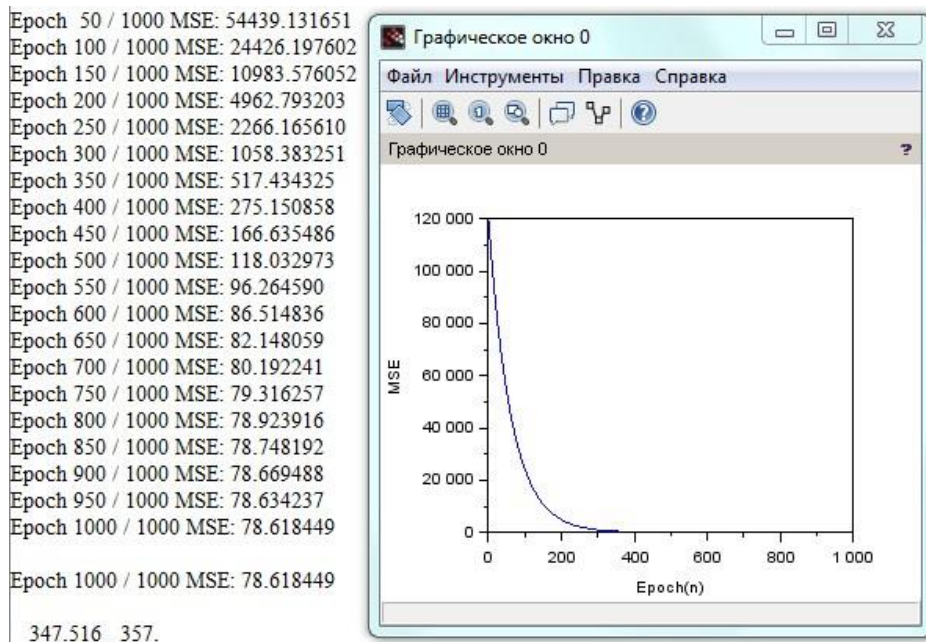 Epoch  50 / 1000 MSE: 54439.131651
Epoch 100 / 1000 MSE: 24426.197602
Epoch 150 / 1000 MSE: 10983.576052
Epoch 200 / 1000 MSE: 4962.793203
Epoch 250 / 1000 MSE: 2266.165610
Epoch 300 / 1000 MSE: 1058.383251
Epoch 350 / 1000 MSE: 517.434325
Epoch 400 / 1000 MSE: 275.150858
Epoch 450 / 1000 MSE: 166.635486
Epoch 500 / 1000 MSE: 118.032973
Epoch 550 / 1000 MSE: 96.264590
Epoch 600 / 1000 MSE: 86.514836
Epoch 650 / 1000 MSE: 82.148059
Epoch 700 / 1000 MSE: 80.192241
Epoch 750 / 1000 MSE: 79.316257
Epoch 800 / 1000 MSE: 78.923916
Epoch 850 / 1000 MSE: 78.748192
Epoch 900 / 1000 MSE: 78.669488
Epoch 950 / 1000 MSE: 78.634237
Epoch 1000 / 1000 MSE: 78.618449
Epoch 1000 / 1000 MSE: 78.618449
347.516   357.
Графическое окно 0
Файл Инструменты Правка Справка
Графическое окно 0 ?
120 000
100 000
80 000
60 000
40 000
20 000
0
MSE
0 200 400 600 800 1 000
Epoch(n)